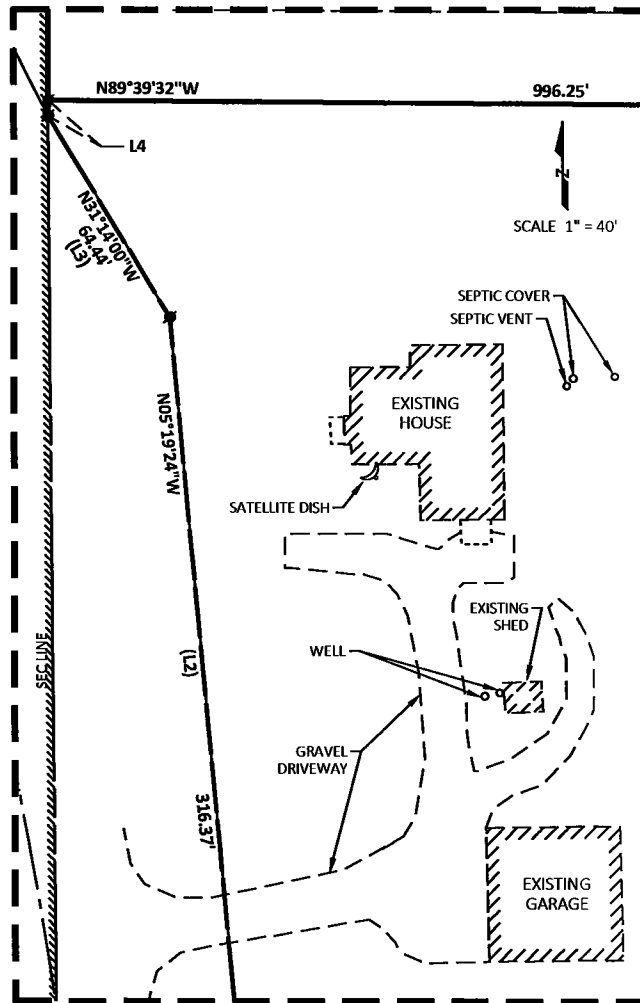 N89°39'32"W
996.25'
L4
N31°14'00"W
64.44'
(L3)
N
SCALE 1" = 40'
SEPTIC COVER
SEPTIC VENT
EXISTING
HOUSE
N05°19'24"W
SATELLITE DISH
EXISTING
SHED
WELL
SEC LINE
(L2)
GRAVEL
DRIVEWAY
316.37'
EXISTING
GARAGE